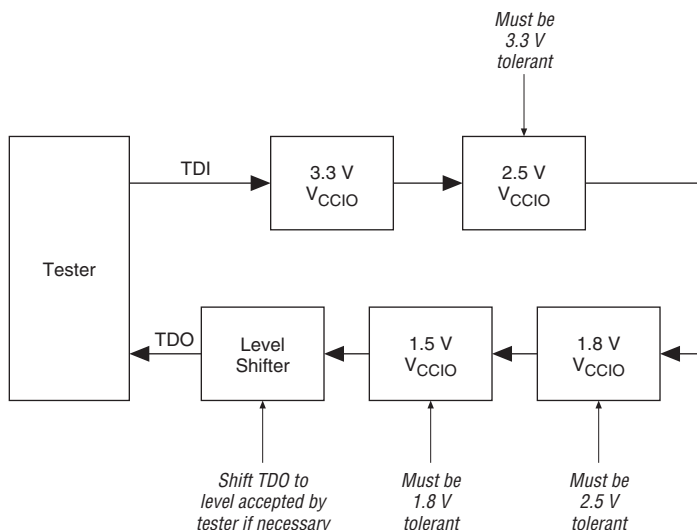 Must be
3.3 V
tolerant
TDI
3.3 V
VCCIO
2.5 V
VCCIO
Tester
TDO
Level
Shifter
1.5 V
VCCIO
1.8 V
VCCIO
Shift TDO to
level accepted by
tester if necessary
Must be
1.8 V
tolerant
Must be
2.5 V
tolerant